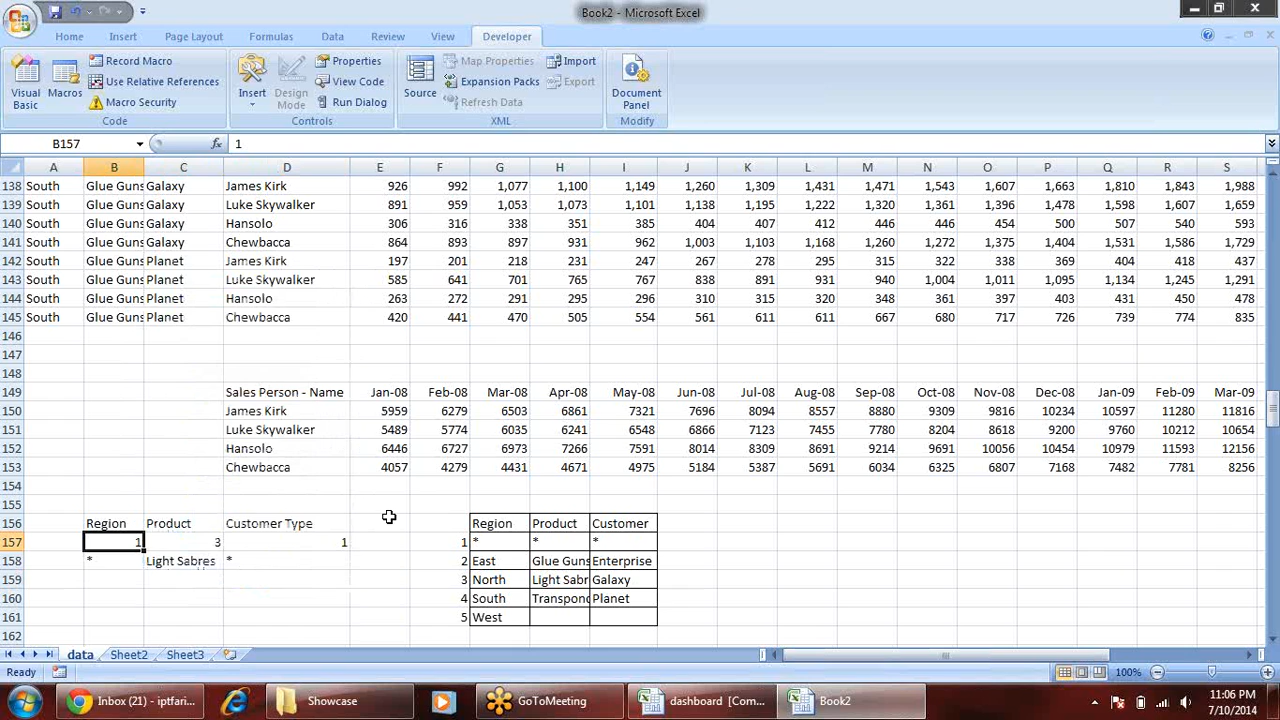 Book2 - Microsoft Excel
Home Insert Page Layout Formulas Data Review View Developer
Visual Basic Macros Record Macro Use Relative References Macro Security Code
Insert Design Mode Properties View Code Run Dialog Controls
Source Map Properties Expansion Packs Refresh Data Import Export XML
Document Panel Modify
B157 fx 1
A B C D E F G H I J K L M N O P Q R S
138 South Glue Guns Galaxy James Kirk 926 992 1,077 1,100 1,149 1,260 1,309 1,431 1,471 1,543 1,607 1,663 1,810 1,843 1,988
139 South Glue Guns Galaxy Luke Skywalker 891 959 1,053 1,073 1,101 1,138 1,195 1,222 1,320 1,361 1,396 1,478 1,598 1,607 1,659
140 South Glue Guns Galaxy Hansolo 306 316 338 351 385 404 407 412 446 446 454 500 507 540 593
141 South Glue Guns Galaxy Chewbacca 864 893 897 931 962 1,003 1,103 1,168 1,260 1,272 1,375 1,404 1,531 1,586 1,729
142 South Glue Guns Planet James Kirk 197 201 218 231 247 267 278 295 315 322 338 369 404 418 437
143 South Glue Guns Planet Luke Skywalker 585 641 701 765 767 838 891 931 940 1,004 1,011 1,095 1,134 1,245 1,291
144 South Glue Guns Planet Hansolo 263 272 291 295 296 310 315 320 348 361 397 403 431 450 478
145 South Glue Guns Planet Chewbacca 420 441 470 505 554 561 611 611 667 680 717 726 739 774 835
146
147
148
149 Sales Person - Name Jan-08 Feb-08 Mar-08 Apr-08 May-08 Jun-08 Jul-08 Aug-08 Sep-08 Oct-08 Nov-08 Dec-08 Jan-09 Feb-09 Mar-09
150 James Kirk 5959 6279 6503 6861 7321 7696 8094 8557 8880 9309 9816 10234 10597 11280 11816
151 Luke Skywalker 5489 5774 6035 6241 6548 6866 7123 7455 7780 8204 8618 9200 9760 10212 10654
152 Hansolo 6446 6727 6973 7266 7591 8014 8309 8691 9214 9691 10056 10454 10979 11593 12156
153 Chewbacca 4057 4279 4431 4671 4975 5184 5387 5691 6034 6325 6807 7168 7482 7781 8256
154
155
156 Region Product Customer Type Region Product Customer
157 1 3 1 1 * * *
158 * Light Sabres * 2 East Glue Guns Enterprise
159 3 North Light Sabr Galaxy
160 4 South Transpond Planet
161 5 West
162
data Sheet2 Sheet3
Ready 100%
Inbox (21) - iptfari... Showcase GoToMeeting dashboard [Com... Book2 11:06 PM
7/10/2014